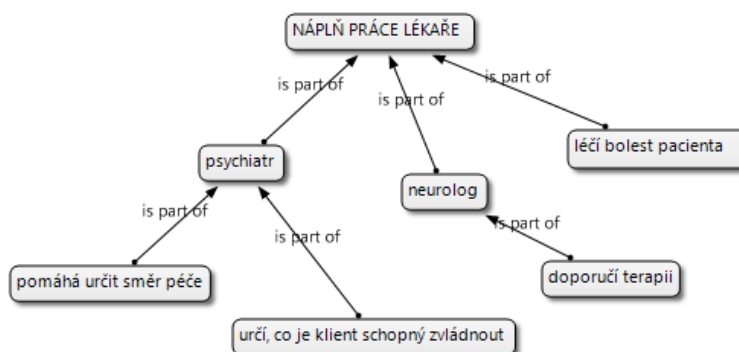 NÁPLŇ PRÁCE LÉKAŘE
is part of
is part of
is part of
léčí bolest pacienta
psychiatr
neurolog
is part of
is part of
is part of
pomáhá určit směr péče
doporučí terapii
určí, co je klient schopný zvládnout